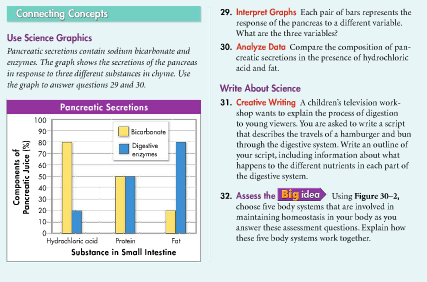 Connecting Concepts
Use Science Graphics
Pancreatic secretions contain sodium bicarbonate and
enzymes. The graph shows the secretions of the pancreas
in response to three different substances in chyme. Use
the graph to answer questions 29 and 30.
Pancreatic Secretions
Components of
Pancreatic Juice (%)
100
90
80
70
60
50
40
30
20
10
0
Bicarbonate
Digestive
enzymes
Hydrochloric acid Protein Fat
Substance in Small Intestine
29. Interpret Graphs Each pair of bars represents the
response of the pancreas to a different variable.
What are the three variables?
30. Analyze Data Compare the composition of pan-
creatic secretions in the presence of hydrochloric
acid and fat.
Write About Science
31. Creative Writing A children's television work-
shop wants to explain the process of digestion
to young viewers. You are asked to write a script
that describes the travels of a hamburger and bun
through the digestive system. Write an outline of
your script, including information about what
happens to the different nutrients in each part of
the digestive system.
32. Assess the Big idea Using Figure 30–2,
choose five body systems that are involved in
maintaining homeostasis in your body as you
answer these assessment questions. Explain how
these five body systems work together.